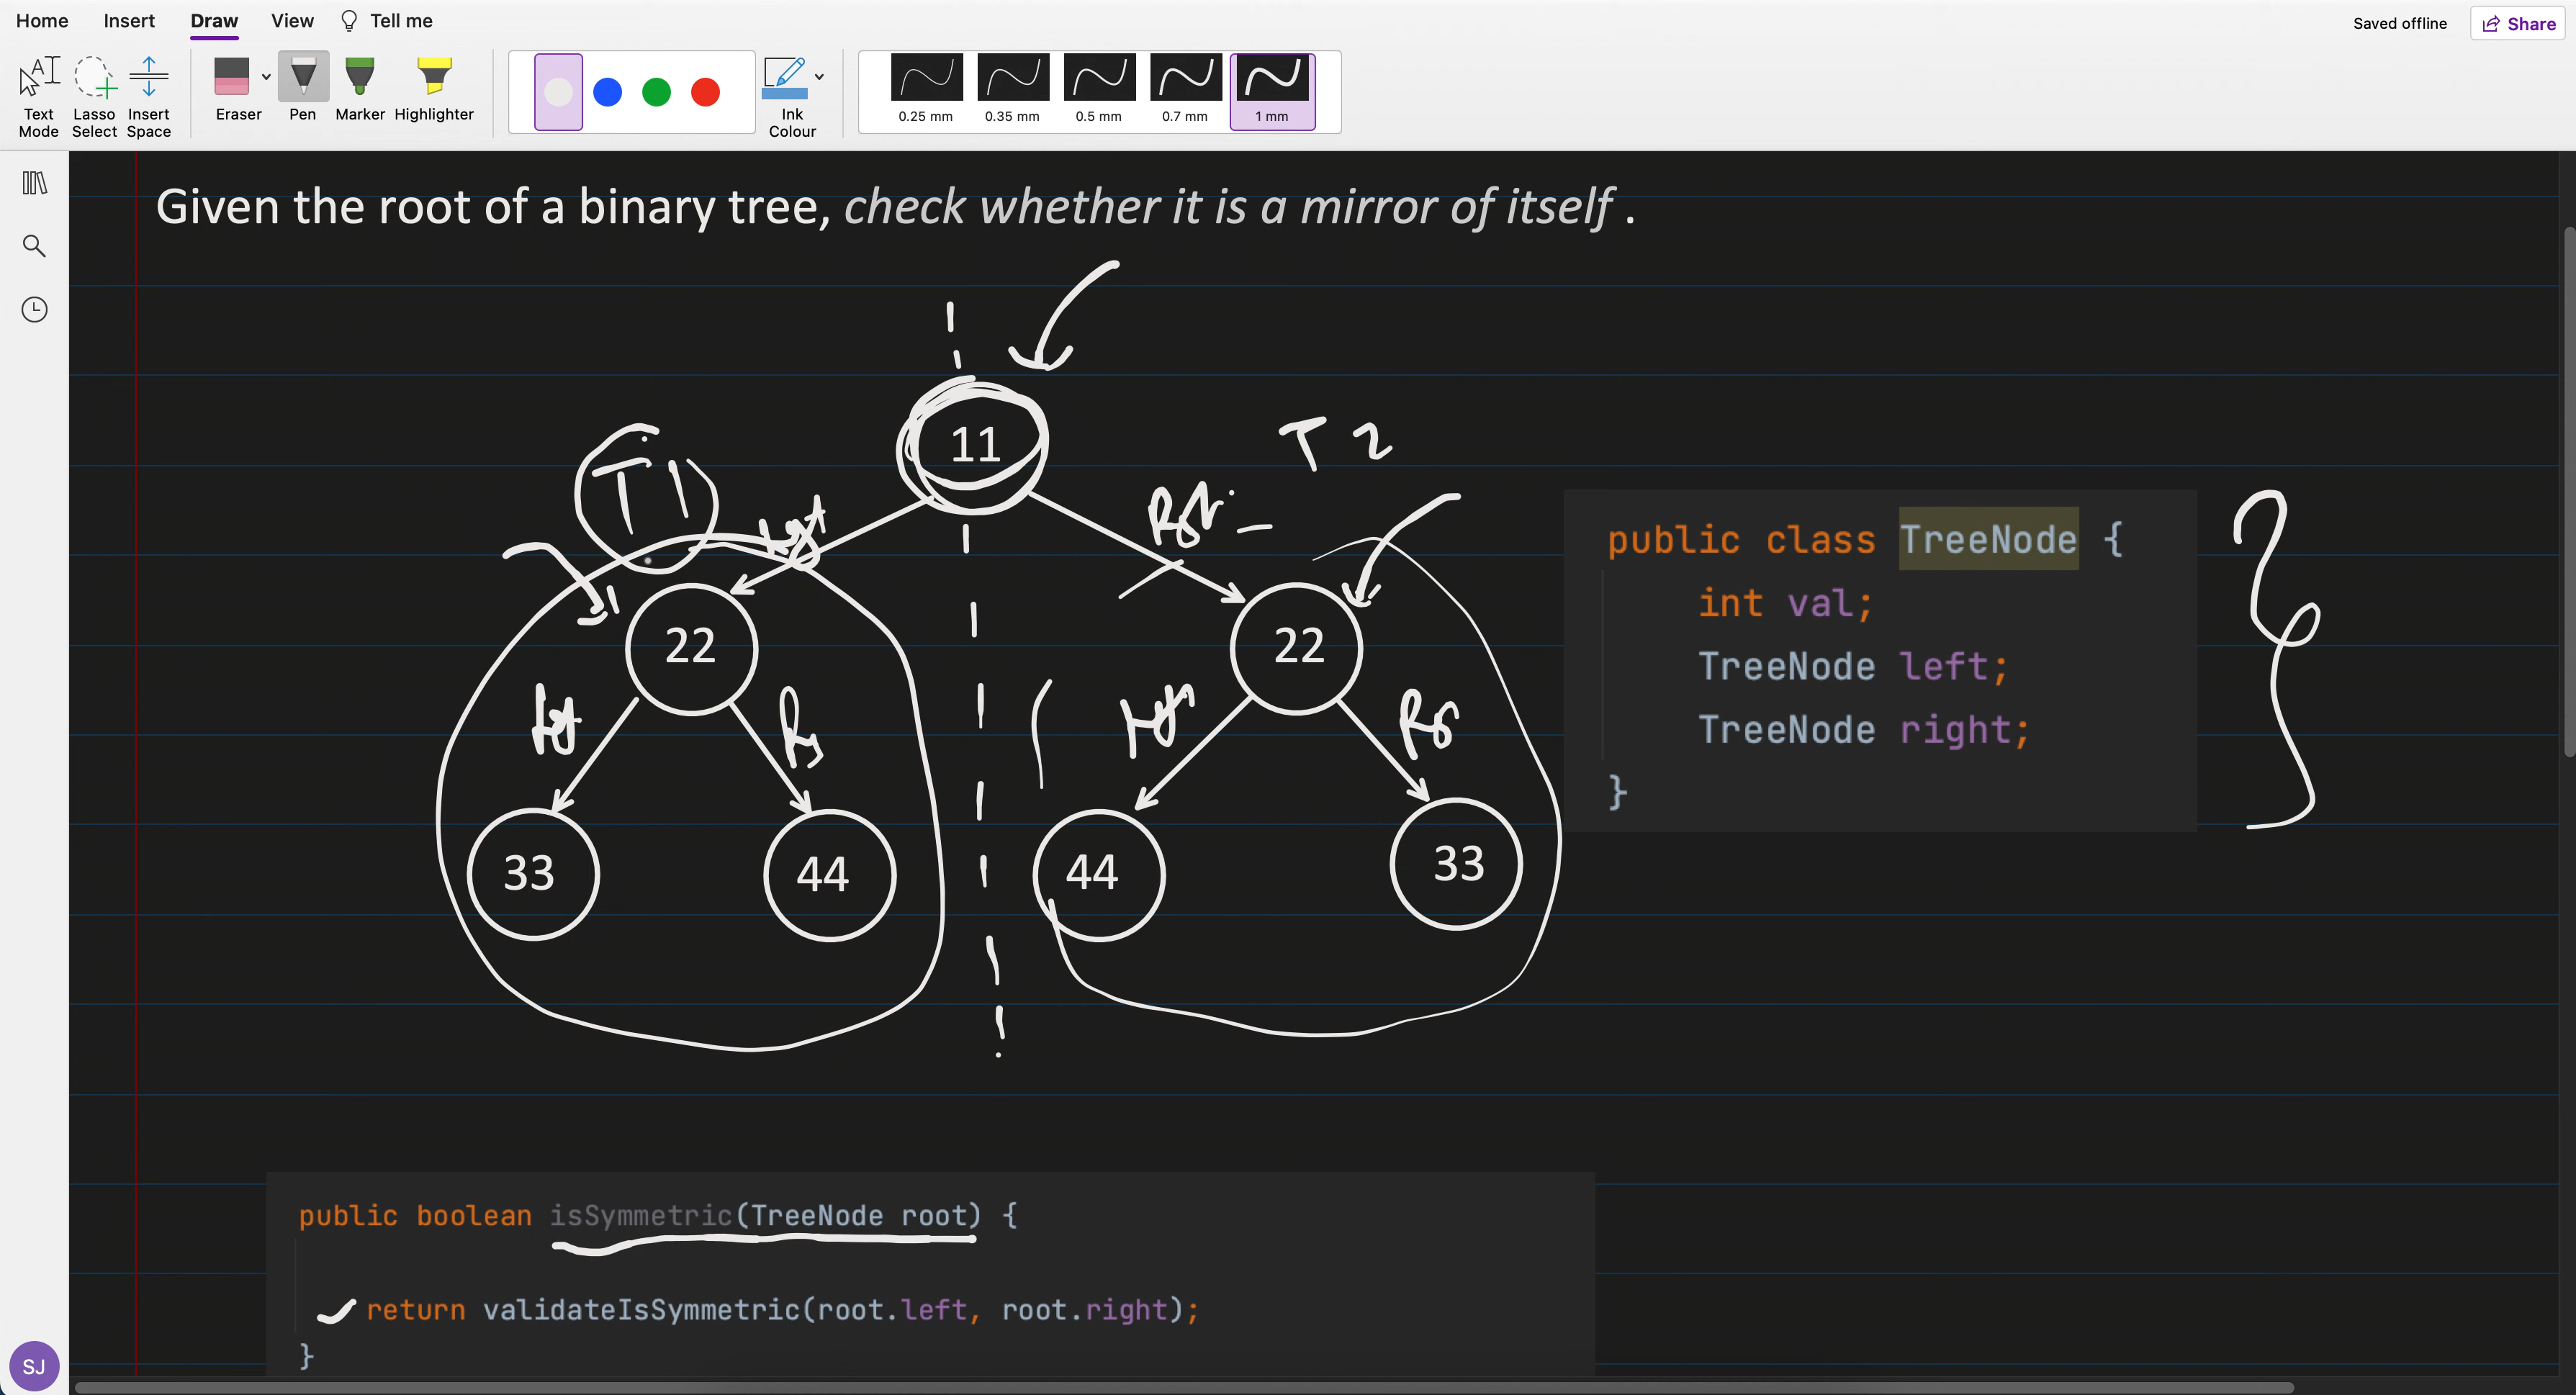 Home Insert Draw View Tell me
Saved offline Share
Text Mode
Lasso Select
Insert Space
Eraser
Pen
Marker
Highlighter
Ink Colour
0.25 mm
0.35 mm
0.5 mm
0.7 mm
1 mm
Given the root of a binary tree, check whether it is a mirror of itself .
11
T1
T2
22
22
33
44
44
33
public class TreeNode {
int val;
TreeNode left;
TreeNode right;
}
public boolean isSymmetric(TreeNode root) {
return validateIsSymmetric(root.left, root.right);
}
SJ